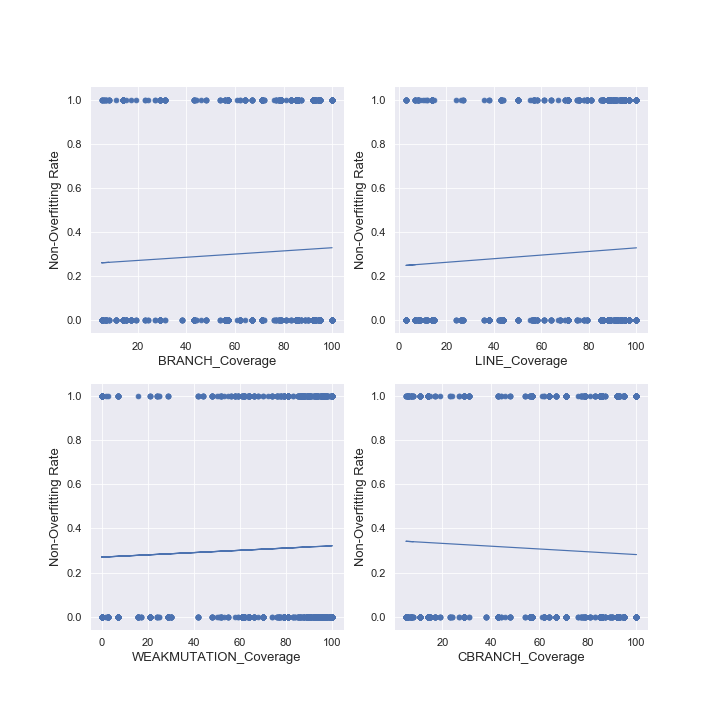 Non-Overfitting Rate
1.0
0.8
0.6
0.4
0.2
0.0
20 40 60 80 100
BRANCH_Coverage
Non-Overfitting Rate
1.0
0.8
0.6
0.4
0.2
0.0
0 20 40 60 80 100
LINE_Coverage
Non-Overfitting Rate
1.0
0.8
0.6
0.4
0.2
0.0
0 20 40 60 80 100
WEAKMUTATION_Coverage
Non-Overfitting Rate
1.0
0.8
0.6
0.4
0.2
0.0
20 40 60 80 100
CBRANCH_Coverage